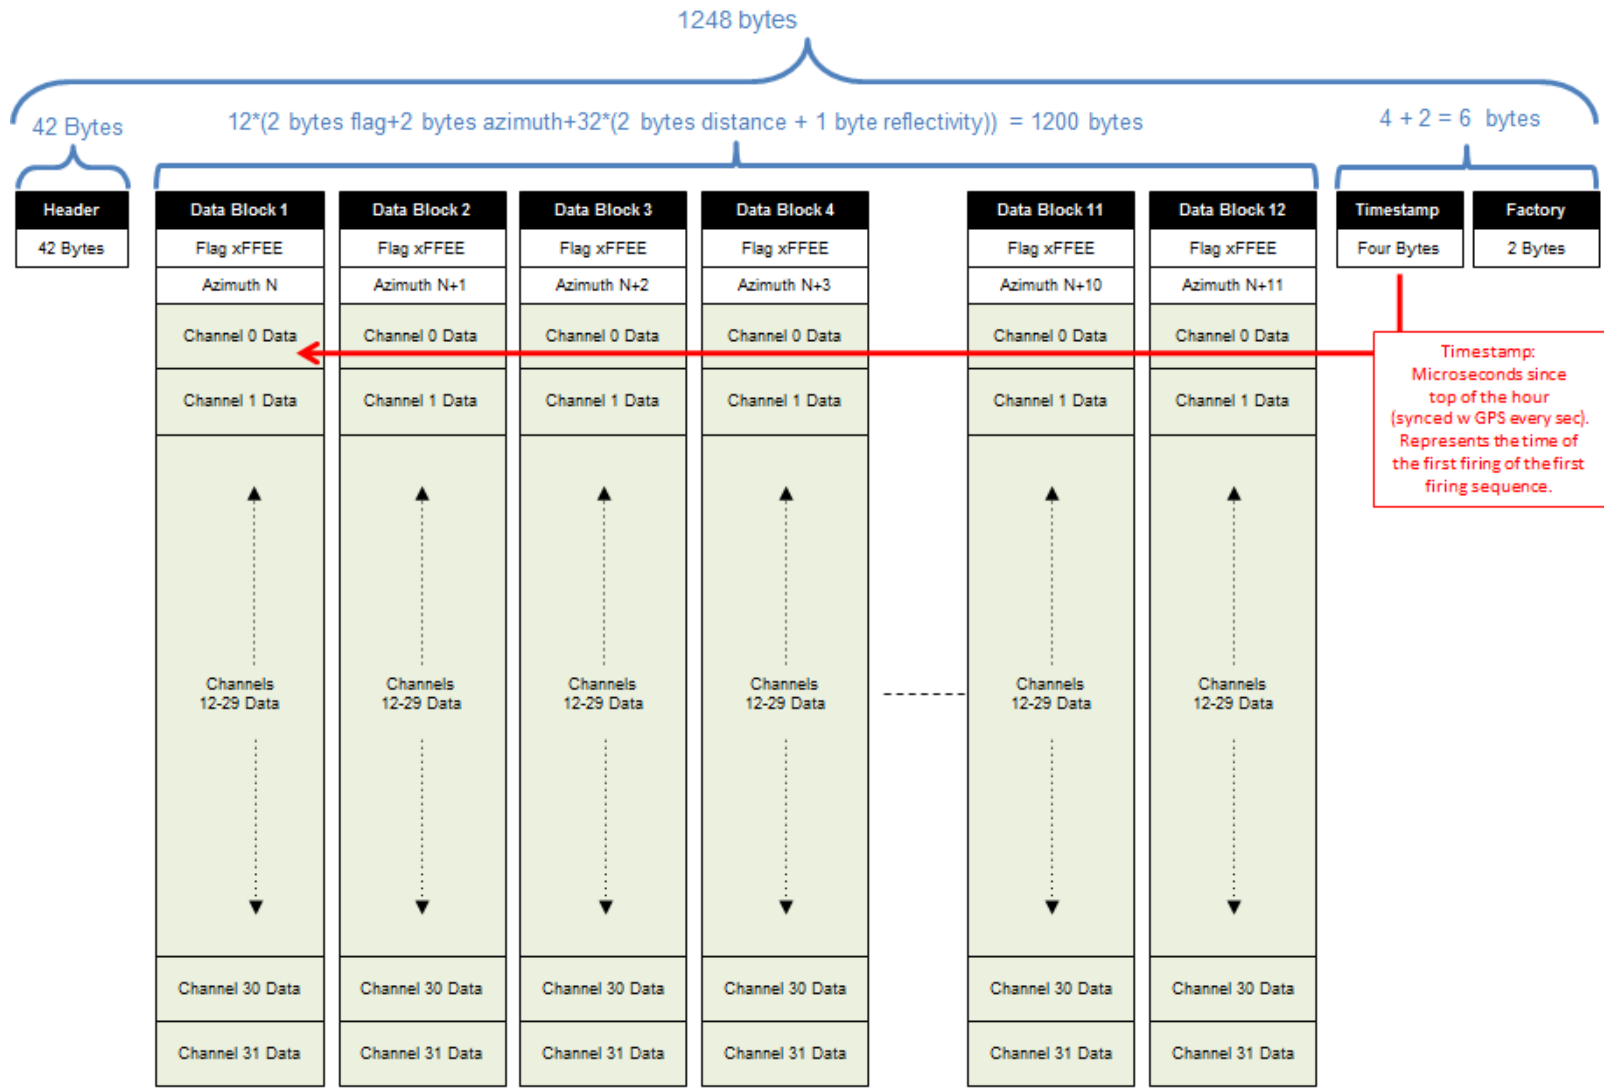 1248 bytes
42 Bytes
12*(2 bytes flag+2 bytes azimuth+32*(2 bytes distance + 1 byte reflectivity)) = 1200 bytes
4 + 2 = 6 bytes
Header
42 Bytes
Data Block 1
Flag xFFEE
Azimuth N
Channel 0 Data
Channel 1 Data
Channels
12-29 Data
Channel 30 Data
Channel 31 Data
Data Block 2
Flag xFFEE
Azimuth N+1
Channel 0 Data
Channel 1 Data
Channels
12-29 Data
Channel 30 Data
Channel 31 Data
Data Block 3
Flag xFFEE
Azimuth N+2
Channel 0 Data
Channel 1 Data
Channels
12-29 Data
Channel 30 Data
Channel 31 Data
Data Block 4
Flag xFFEE
Azimuth N+3
Channel 0 Data
Channel 1 Data
Channels
12-29 Data
Channel 30 Data
Channel 31 Data
Data Block 11
Flag xFFEE
Azimuth N+10
Channel 0 Data
Channel 1 Data
Channels
12-29 Data
Channel 30 Data
Channel 31 Data
Data Block 12
Flag xFFEE
Azimuth N+11
Channel 0 Data
Channel 1 Data
Channels
12-29 Data
Channel 30 Data
Channel 31 Data
Timestamp
Four Bytes
Factory
2 Bytes
Timestamp:
Microseconds since
top of the hour
(synced w GPS every sec).
Represents the time of
the first firing of the first
firing sequence.